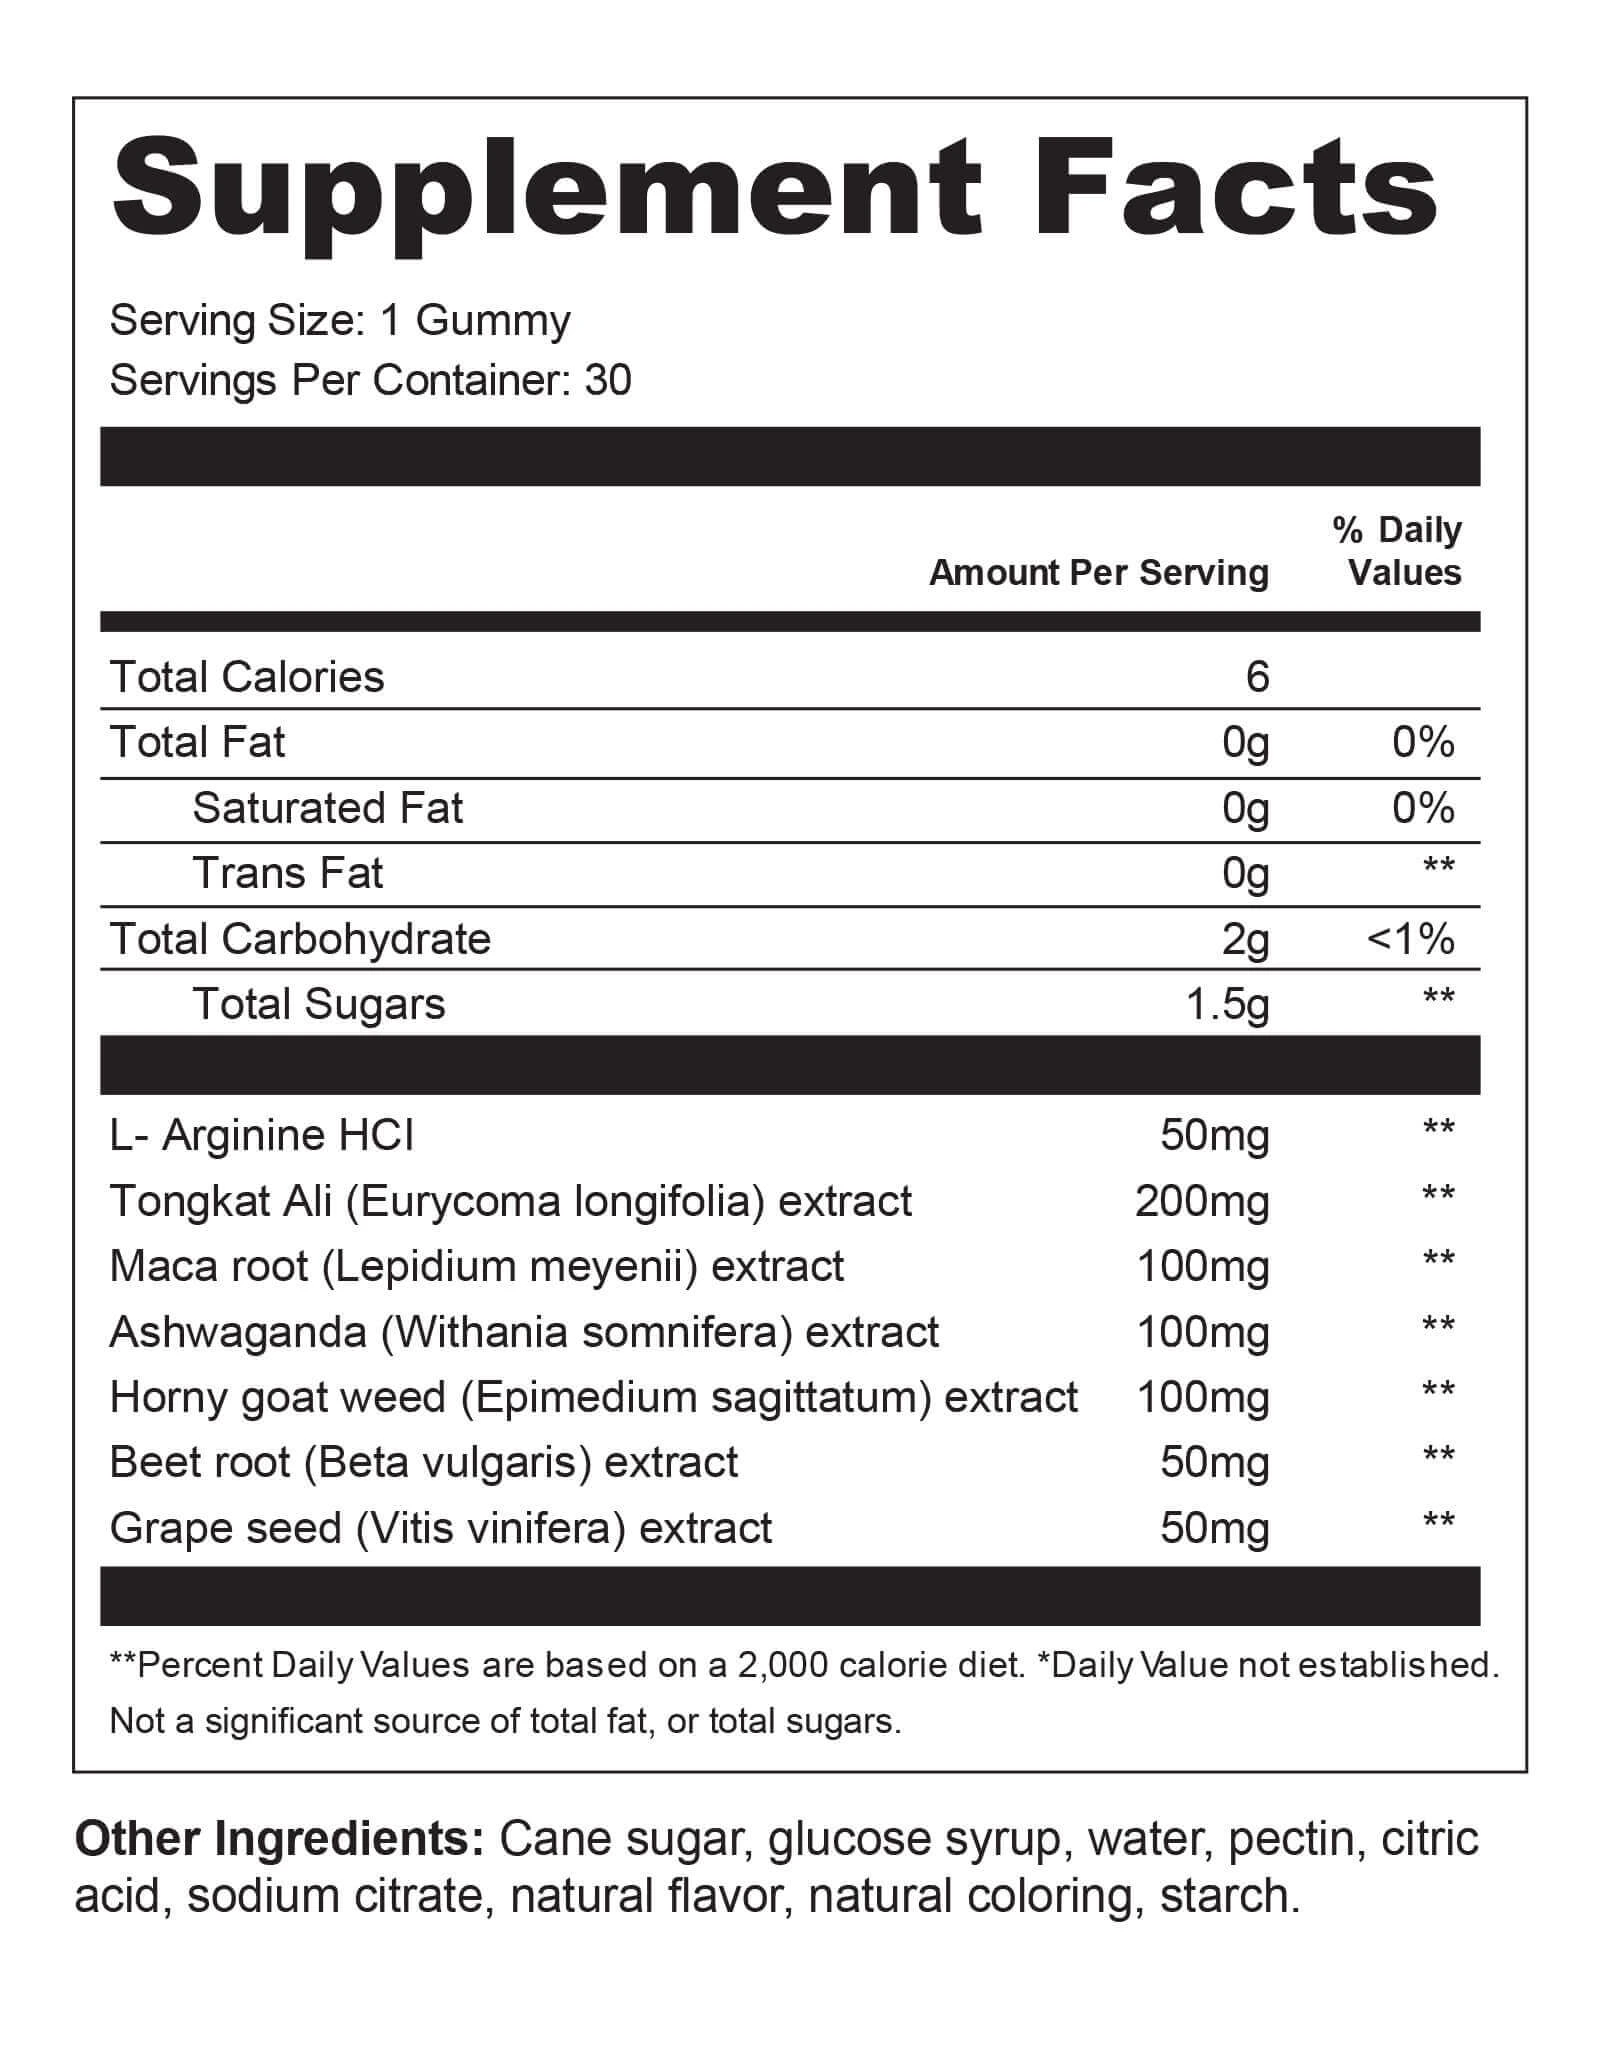 Supplement Facts
Serving Size: 1 Gummy
Servings Per Container: 30
% Daily
Amount Per Serving Values
Total Calories 6
Total Fat 0g 0%
Saturated Fat 0g 0%
Trans Fat 0g **
Total Carbohydrate 2g <1%
Total Sugars 1.5g **
L- Arginine HCl 50mg **
Tongkat Ali (Eurycoma longifolia) extract 200mg **
Maca root (Lepidium meyenii) extract 100mg **
Ashwaganda (Withania somnifera) extract 100mg **
Horny goat weed (Epimedium sagittatum) extract 100mg **
Beet root (Beta vulgaris) extract 50mg **
Grape seed (Vitis vinifera) extract 50mg **
**Percent Daily Values are based on a 2,000 calorie diet. *Daily Value not established.
Not a significant source of total fat, or total sugars.
Other Ingredients: Cane sugar, glucose syrup, water, pectin, citric
acid, sodium citrate, natural flavor, natural coloring, starch.